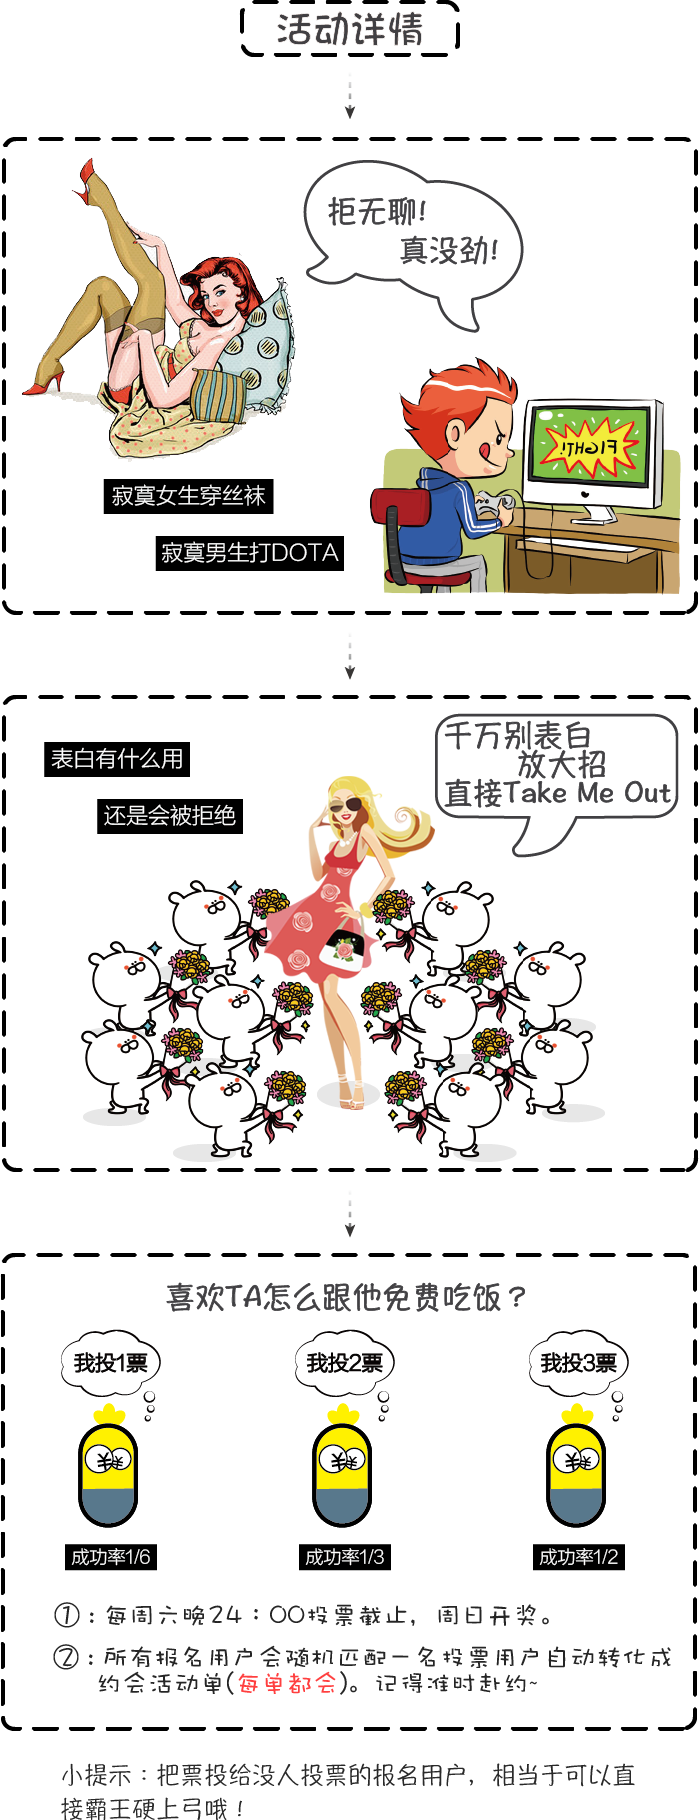 活动详情
拒无聊!
真没劲!
FIGHT!
寂寞女生穿丝袜
寂寞男生打DOTA
表白有什么用
还是会被拒绝
千万别表白
放大招
直接Take Me Out
喜欢TA怎么跟他免费吃饭？
我投1票
我投2票
我投3票
成功率1/6
成功率1/3
成功率1/2
①：每周六晚24：00投票截止，周日开奖。
②：所有报名用户会随机匹配一名投票用户自动转化成
约会活动单(每单都会)。记得准时赴约~
小提示：把票投给没人投票的报名用户，相当于可以直
接霸王硬上弓哦！